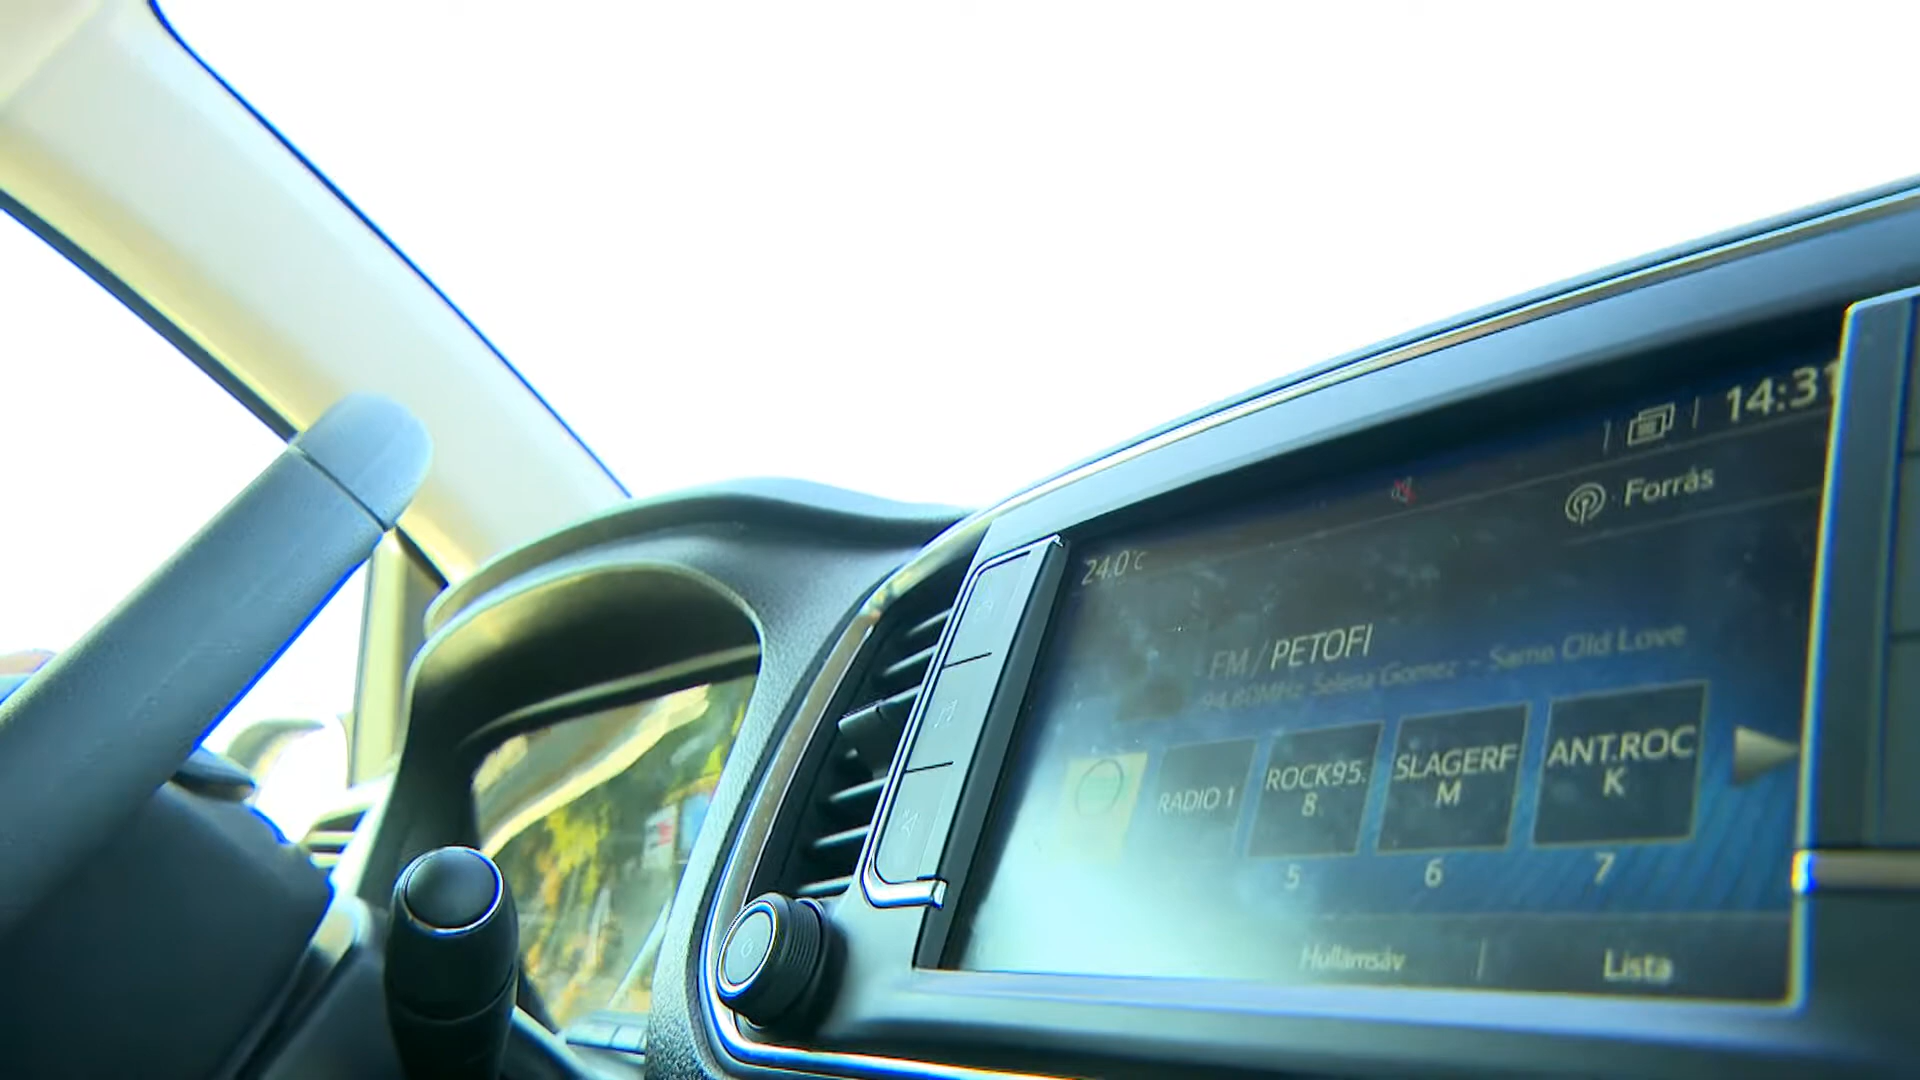 14:31
Forrás
24.0°C
FM / PETOFI
94.80MHz Selena Gomez - Same Old Love
RADIO 1
ROCK95.
8
SLAGERF
M
ANT.ROC
K
5
6
7
Hullámsáv
Lista